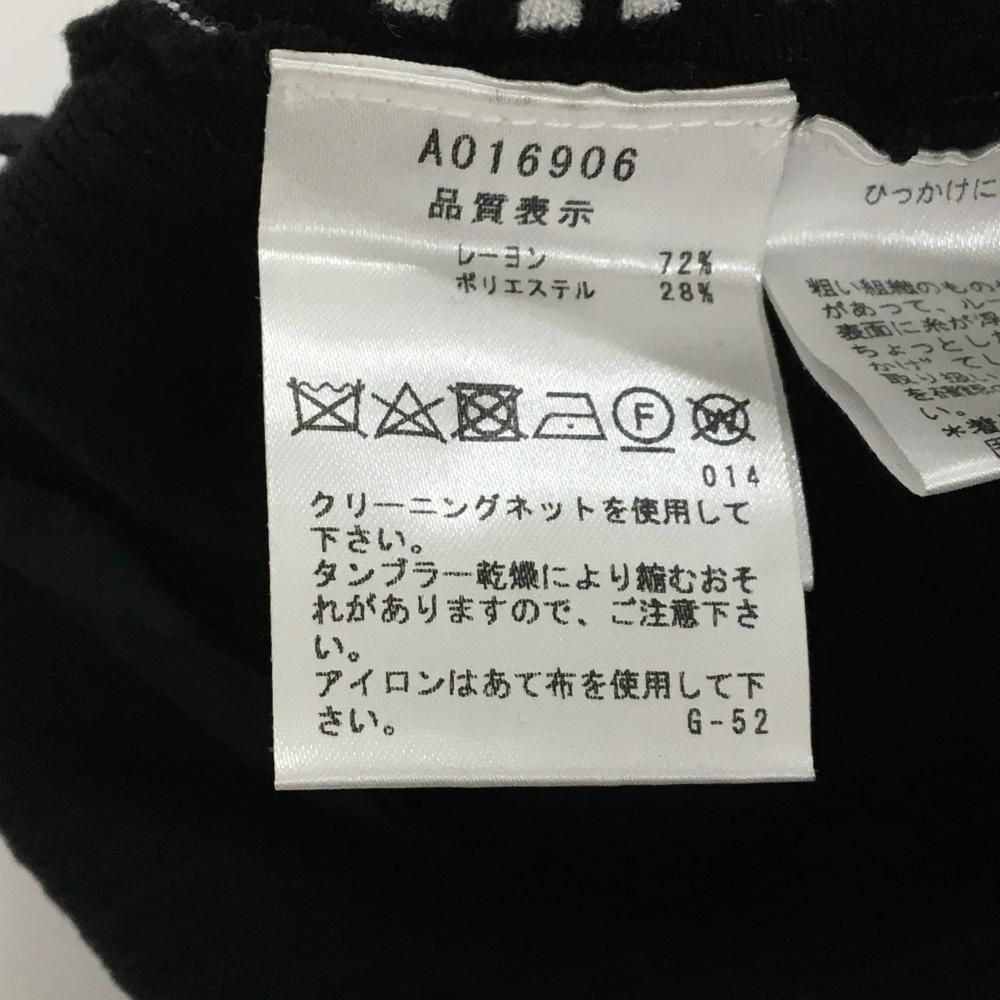 A016906
品質表示
レーヨン 72%
ポリエステル 28%
F
W
014
クリーニングネットを使用して
下さい。
タンブラー乾燥により縮むおそ
れがありますので、ご注意下さ
い。
アイロンはあて布を使用して下
さい。 G-52
ひっかけに
粗い組織のもの
があって、ルー
表面に糸が浮
ちょっとした
かけ"てし
取り扱い
を確認
い。